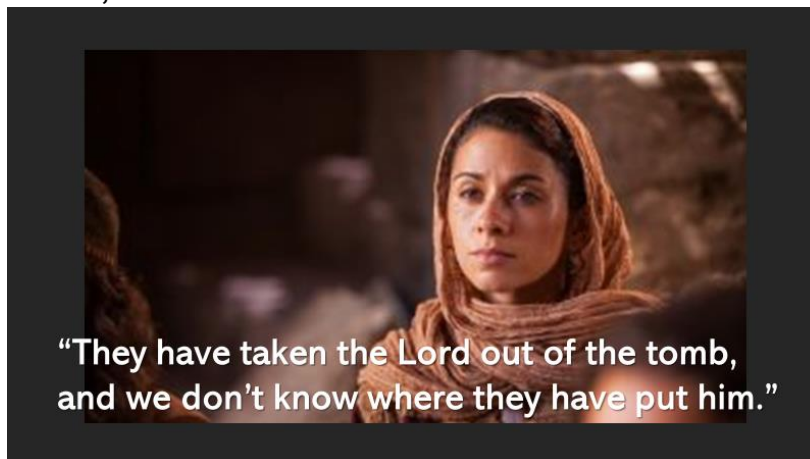 “They have taken the Lord out of the tomb,
and we don’t know where they have put him.”